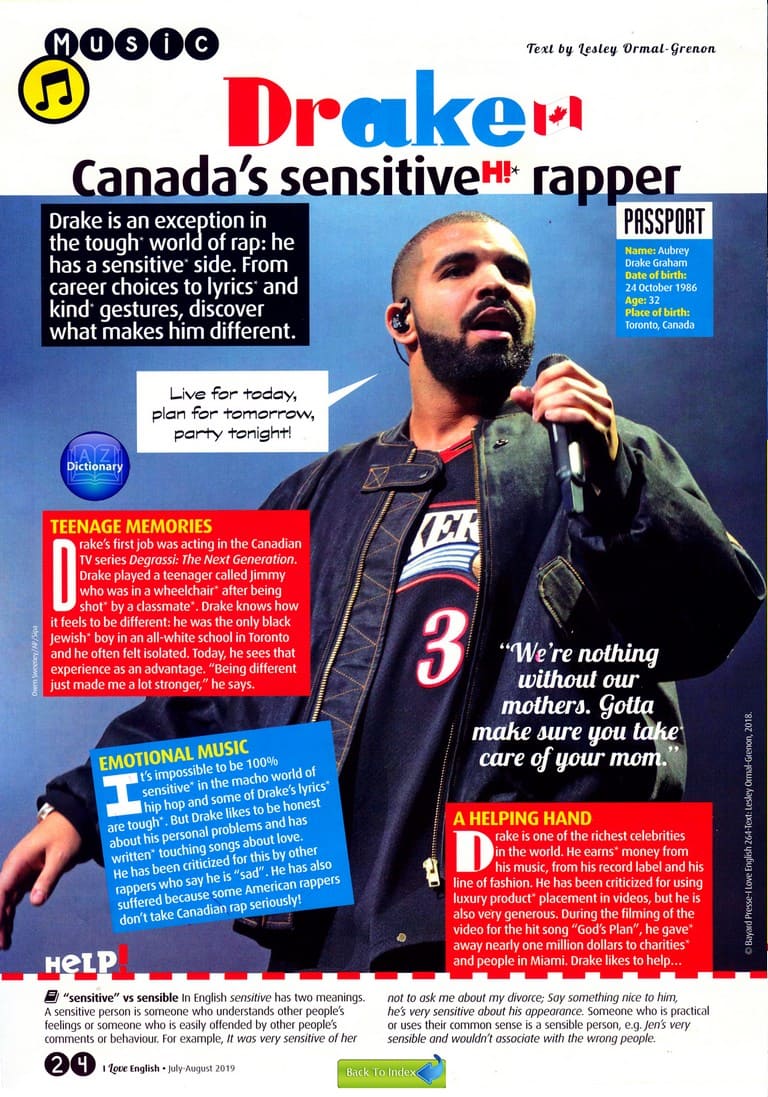 MUSIC
Text by Lesley Ormal-Grenon
Drake
Canada's sensitive H!* rapper
Drake is an exception in
the tough* world of rap: he
has a sensitive* side. From
career choices to lyrics* and
kind* gestures, discover
what makes him different.
PASSPORT
Name: Aubrey
Drake Graham
Date of birth:
24 October 1986
Age: 32
Place of birth:
Toronto, Canada
Live for today,
plan for tomorrow,
party tonight!
A Z
Dictionary
TEENAGE MEMORIES
Drake's first job was acting in the Canadian
TV series Degrassi: The Next Generation.
Drake played a teenager called Jimmy
who was in a wheelchair* after being
shot* by a classmate*. Drake knows how
it feels to be different: he was the only black
Jewish* boy in an all-white school in Toronto
and he often felt isolated. Today, he sees that
experience as an advantage. "Being different
just made me a lot stronger," he says.
Owen Sweeney/AP/Sipa
XERS
3
"We're nothing
without our
mothers. Gotta
make sure you take
care of your mom."
EMOTIONAL MUSIC
It's impossible to be 100%
sensitive* in the macho world of
hip hop and some of Drake's lyrics*
are tough*. But Drake likes to be honest
about his personal problems and has
written* touching songs about love.
He has been criticized for this by other
rappers who say he is "sad". He has also
suffered because some American rappers
don't take Canadian rap seriously!
A HELPING HAND
Drake is one of the richest celebrities
in the world. He earns* money from
his music, from his record label and his
line of fashion. He has been criticized for using
luxury product* placement in videos, but he is
also very generous. During the filming of the
video for the hit song "God's Plan", he gave*
away nearly one million dollars to charities*
and people in Miami. Drake likes to help...
© Bayard Presse-I Love English 264-Text: Lesley Ormal-Grenon, 2018.
HELP!
"sensitive" vs sensible In English sensitive has two meanings.
A sensitive person is someone who understands other people's
feelings or someone who is easily offended by other people's
comments or behaviour. For example, It was very sensitive of her
not to ask me about my divorce; Say something nice to him,
he's very sensitive about his appearance. Someone who is practical
or uses their common sense is a sensible person, e.g. Jen's very
sensible and wouldn't associate with the wrong people.
24 I Love English • July-August 2019
Back To Index